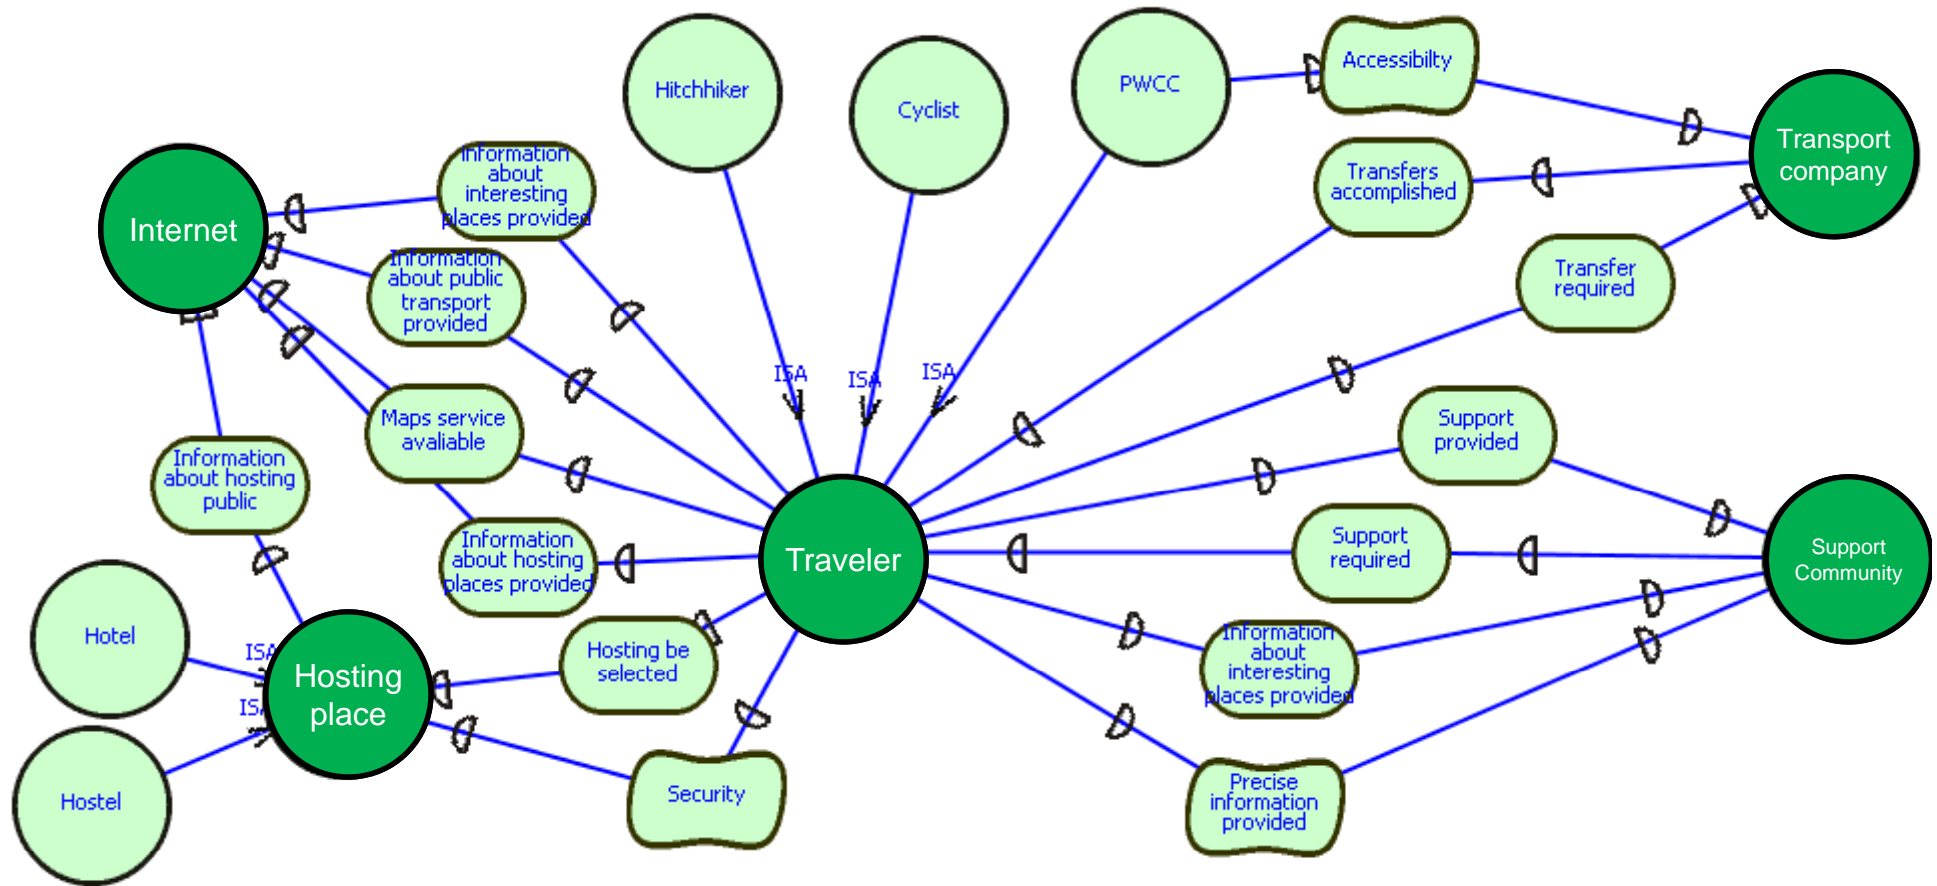 Hitchhiker
Cyclist
PWCC
Accessibilty
Transport
company
Transfers
accomplished
Internet
Information
about
interesting
places provided
Information
about public
transport
provided
Transfer
required
ISA
ISA
ISA
Maps service
avaliable
Support
provided
Information
about hosting
public
Information
about hosting
places provided
Traveler
Support
required
Support
Community
Hotel
ISA
Hosting
place
Hosting be
selected
Information
about
interesting
places provided
ISA
Hostel
Security
Precise
information
provided